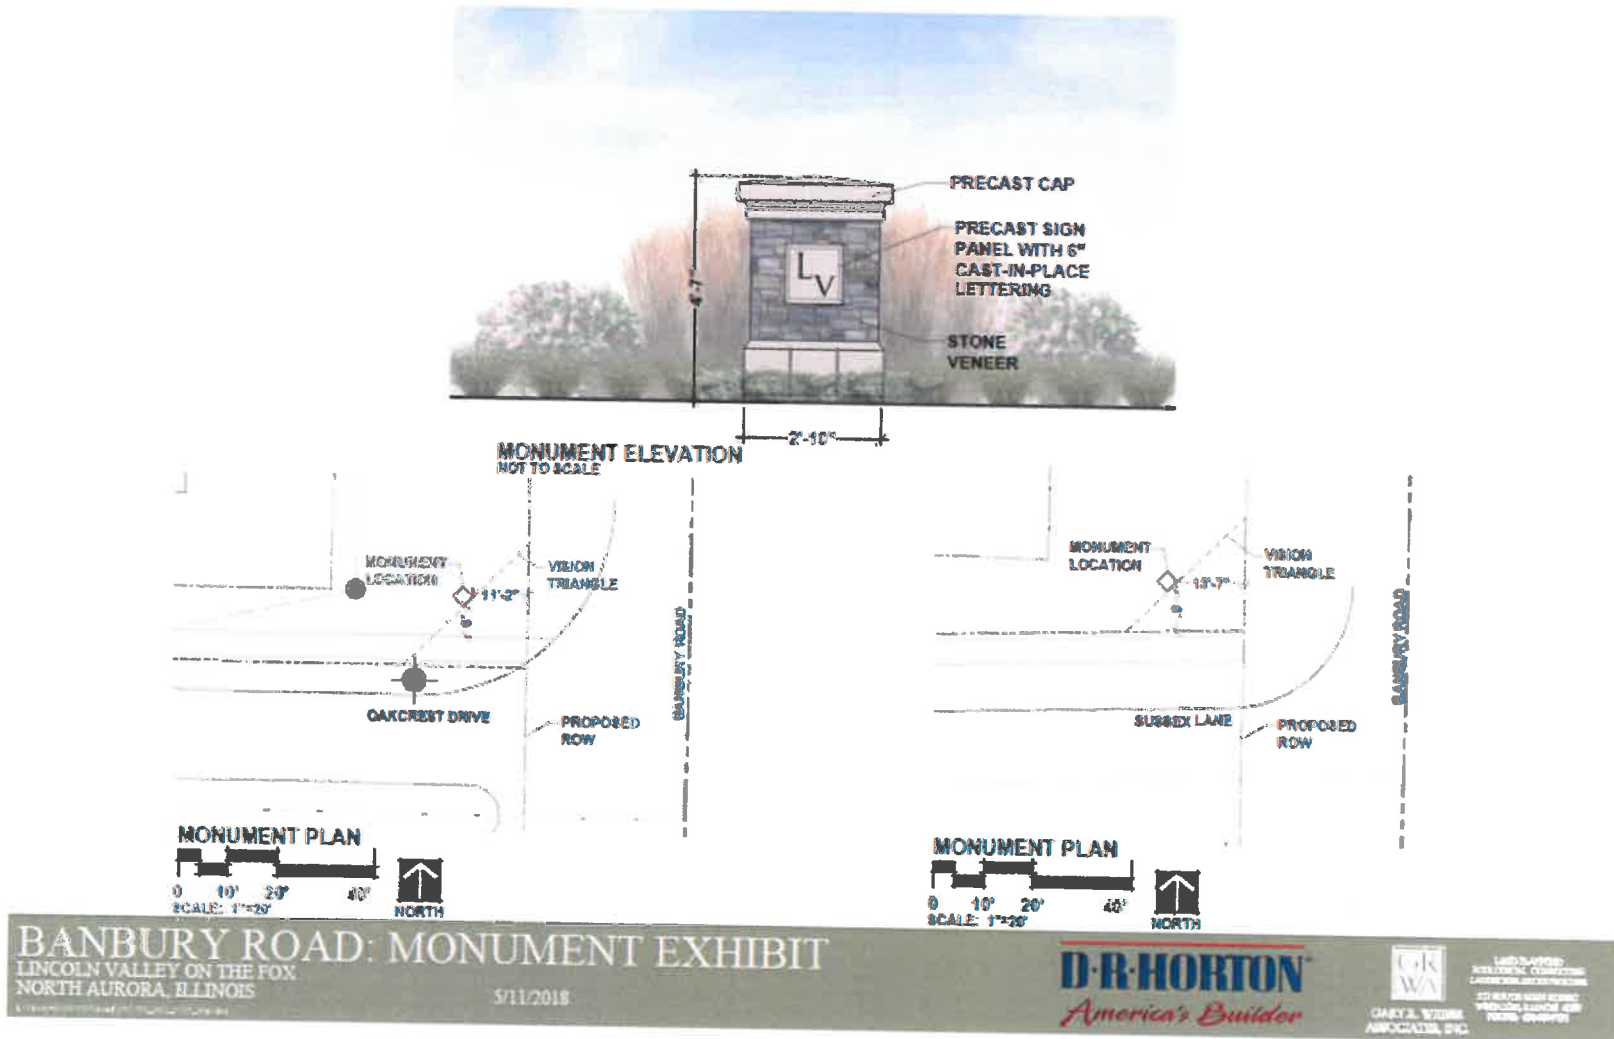 PRECAST CAP
PRECAST SIGN
PANEL WITH 6"
CAST-IN-PLACE
LETTERING
L
V
4'-7"
STONE
VENEER
2'-10"
MONUMENT ELEVATION
NOT TO SCALE
MONUMENT
LOCATION
VISION
TRIANGLE
11'-2"
BANBURY ROAD
OAKCREST DRIVE
PROPOSED
ROW
MONUMENT PLAN
0 10' 20' 40'
SCALE: 1"=20'
NORTH
MONUMENT
LOCATION
VISION
TRIANGLE
15'-7"
BANBURY ROAD
SUSSEX LANE
PROPOSED
ROW
MONUMENT PLAN
0 10' 20' 40'
SCALE: 1"=20'
NORTH
BANBURY ROAD: MONUMENT EXHIBIT
LINCOLN VALLEY ON THE FOX
NORTH AURORA, ILLINOIS
5/11/2018
D·R·HORTON
America's Builder
GR
WA
GARY R. WEBER
ASSOCIATES, INC.